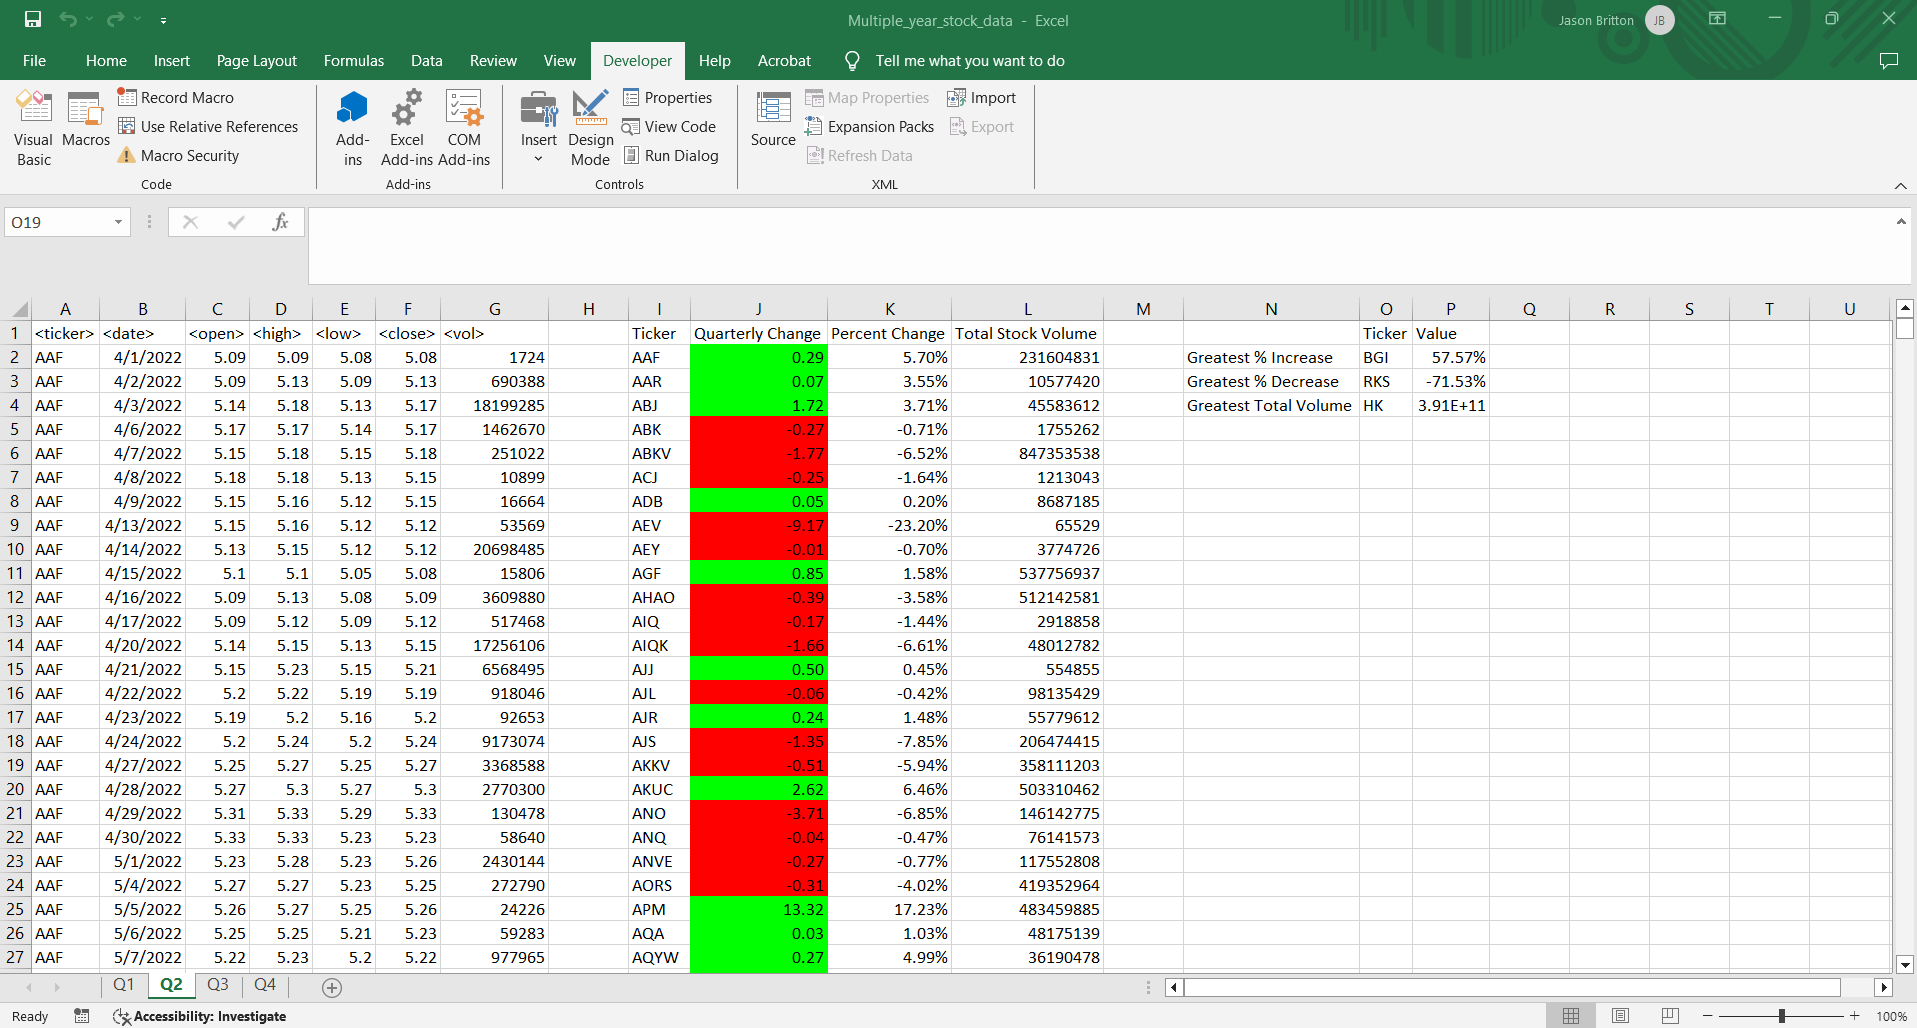 Multiple_year_stock_data - Excel
Jason Britton JB
File Home Insert Page Layout Formulas Data Review View Developer Help Acrobat Tell me what you want to do
Visual Basic
Macros
Record Macro
Use Relative References
Macro Security
Code
Add-ins
Excel Add-ins
COM Add-ins
Add-ins
Insert
Design Mode
Properties
View Code
Run Dialog
Controls
Source
Map Properties
Expansion Packs
Refresh Data
Import
Export
XML
O19
fx
A B C D E F G H I J K L M N O P Q R S T U
1 <ticker> <date> <open> <high> <low> <close> <vol> Ticker Quarterly Change Percent Change Total Stock Volume Ticker Value
2 AAF 4/1/2022 5.09 5.09 5.08 5.08 1724 AAF 0.29 5.70% 231604831 Greatest % Increase BGI 57.57%
3 AAF 4/2/2022 5.09 5.13 5.09 5.13 690388 AAR 0.07 3.55% 10577420 Greatest % Decrease RKS -71.53%
4 AAF 4/3/2022 5.14 5.18 5.13 5.17 18199285 ABJ 1.72 3.71% 45583612 Greatest Total Volume HK 3.91E+11
5 AAF 4/6/2022 5.17 5.17 5.14 5.17 1462670 ABK -0.27 -0.71% 1755262
6 AAF 4/7/2022 5.15 5.18 5.15 5.18 251022 ABKV -1.77 -6.52% 847353538
7 AAF 4/8/2022 5.18 5.18 5.13 5.15 10899 ACJ -0.25 -1.64% 1213043
8 AAF 4/9/2022 5.15 5.16 5.12 5.15 16664 ADB 0.05 0.20% 8687185
9 AAF 4/13/2022 5.15 5.16 5.12 5.12 53569 AEV -9.17 -23.20% 65529
10 AAF 4/14/2022 5.13 5.15 5.12 5.12 20698485 AEY -0.01 -0.70% 3774726
11 AAF 4/15/2022 5.1 5.1 5.05 5.08 15806 AGF 0.85 1.58% 537756937
12 AAF 4/16/2022 5.09 5.13 5.08 5.09 3609880 AHAO -0.39 -3.58% 512142581
13 AAF 4/17/2022 5.09 5.12 5.09 5.12 517468 AIQ -0.17 -1.44% 2918858
14 AAF 4/20/2022 5.14 5.15 5.13 5.15 17256106 AIQK -1.66 -6.61% 48012782
15 AAF 4/21/2022 5.15 5.23 5.15 5.21 6568495 AJJ 0.50 0.45% 554855
16 AAF 4/22/2022 5.2 5.22 5.19 5.19 918046 AJL -0.06 -0.42% 98135429
17 AAF 4/23/2022 5.19 5.2 5.16 5.2 92653 AJR 0.24 1.48% 55779612
18 AAF 4/24/2022 5.2 5.24 5.2 5.24 9173074 AJS -1.35 -7.85% 206474415
19 AAF 4/27/2022 5.25 5.27 5.25 5.27 3368588 AKKV -0.51 -5.94% 358111203
20 AAF 4/28/2022 5.27 5.3 5.27 5.3 2770300 AKUC 2.62 6.46% 503310462
21 AAF 4/29/2022 5.31 5.33 5.29 5.33 130478 ANO -3.71 -6.85% 146142775
22 AAF 4/30/2022 5.33 5.33 5.23 5.23 58640 ANQ -0.04 -0.47% 76141573
23 AAF 5/1/2022 5.23 5.28 5.23 5.26 2430144 ANVE -0.27 -0.77% 117552808
24 AAF 5/4/2022 5.27 5.27 5.23 5.25 272790 AORS -0.31 -4.02% 419352964
25 AAF 5/5/2022 5.26 5.27 5.25 5.26 24226 APM 13.32 17.23% 483459885
26 AAF 5/6/2022 5.25 5.25 5.21 5.23 59283 AQA 0.03 1.03% 48175139
27 AAF 5/7/2022 5.22 5.23 5.2 5.22 977965 AQYW 0.27 4.99% 36190478
Q1 Q2 Q3 Q4
Ready Accessibility: Investigate 100%